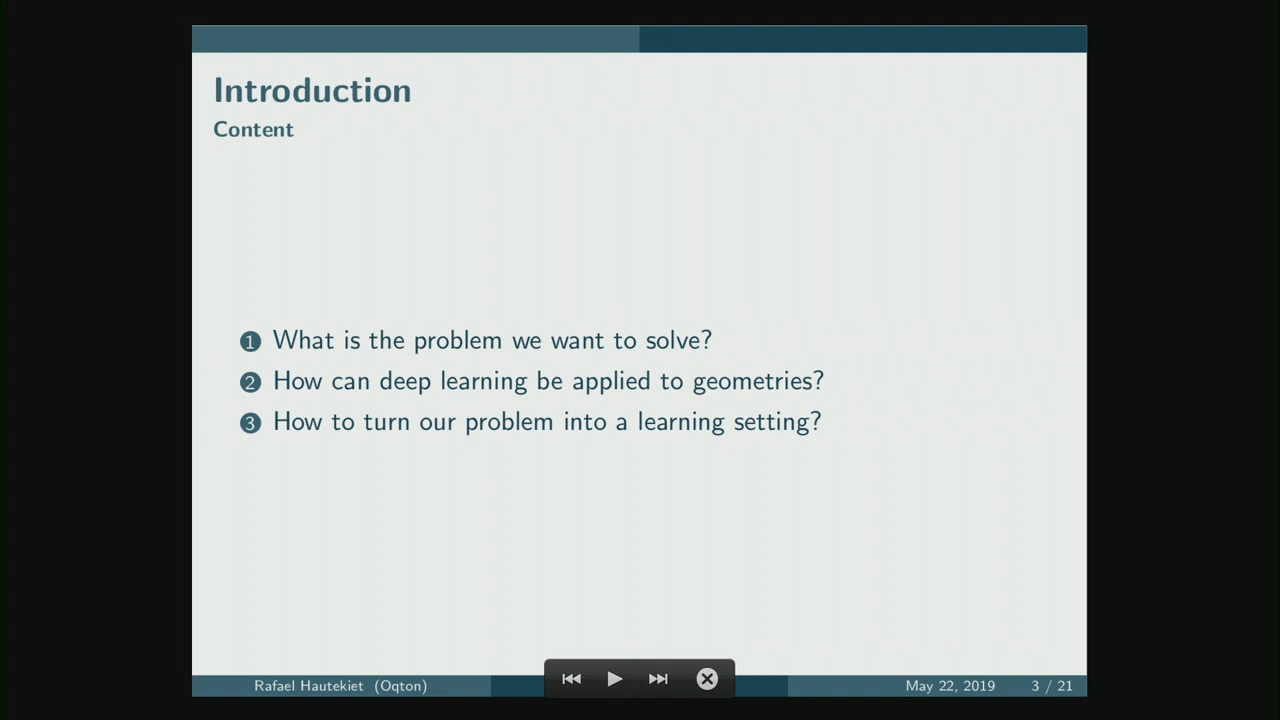 Introduction
Content
1 What is the problem we want to solve?
2 How can deep learning be applied to geometries?
3 How to turn our problem into a learning setting?
Rafael Hautekiet (Oqton)
May 22, 2019 3 / 21